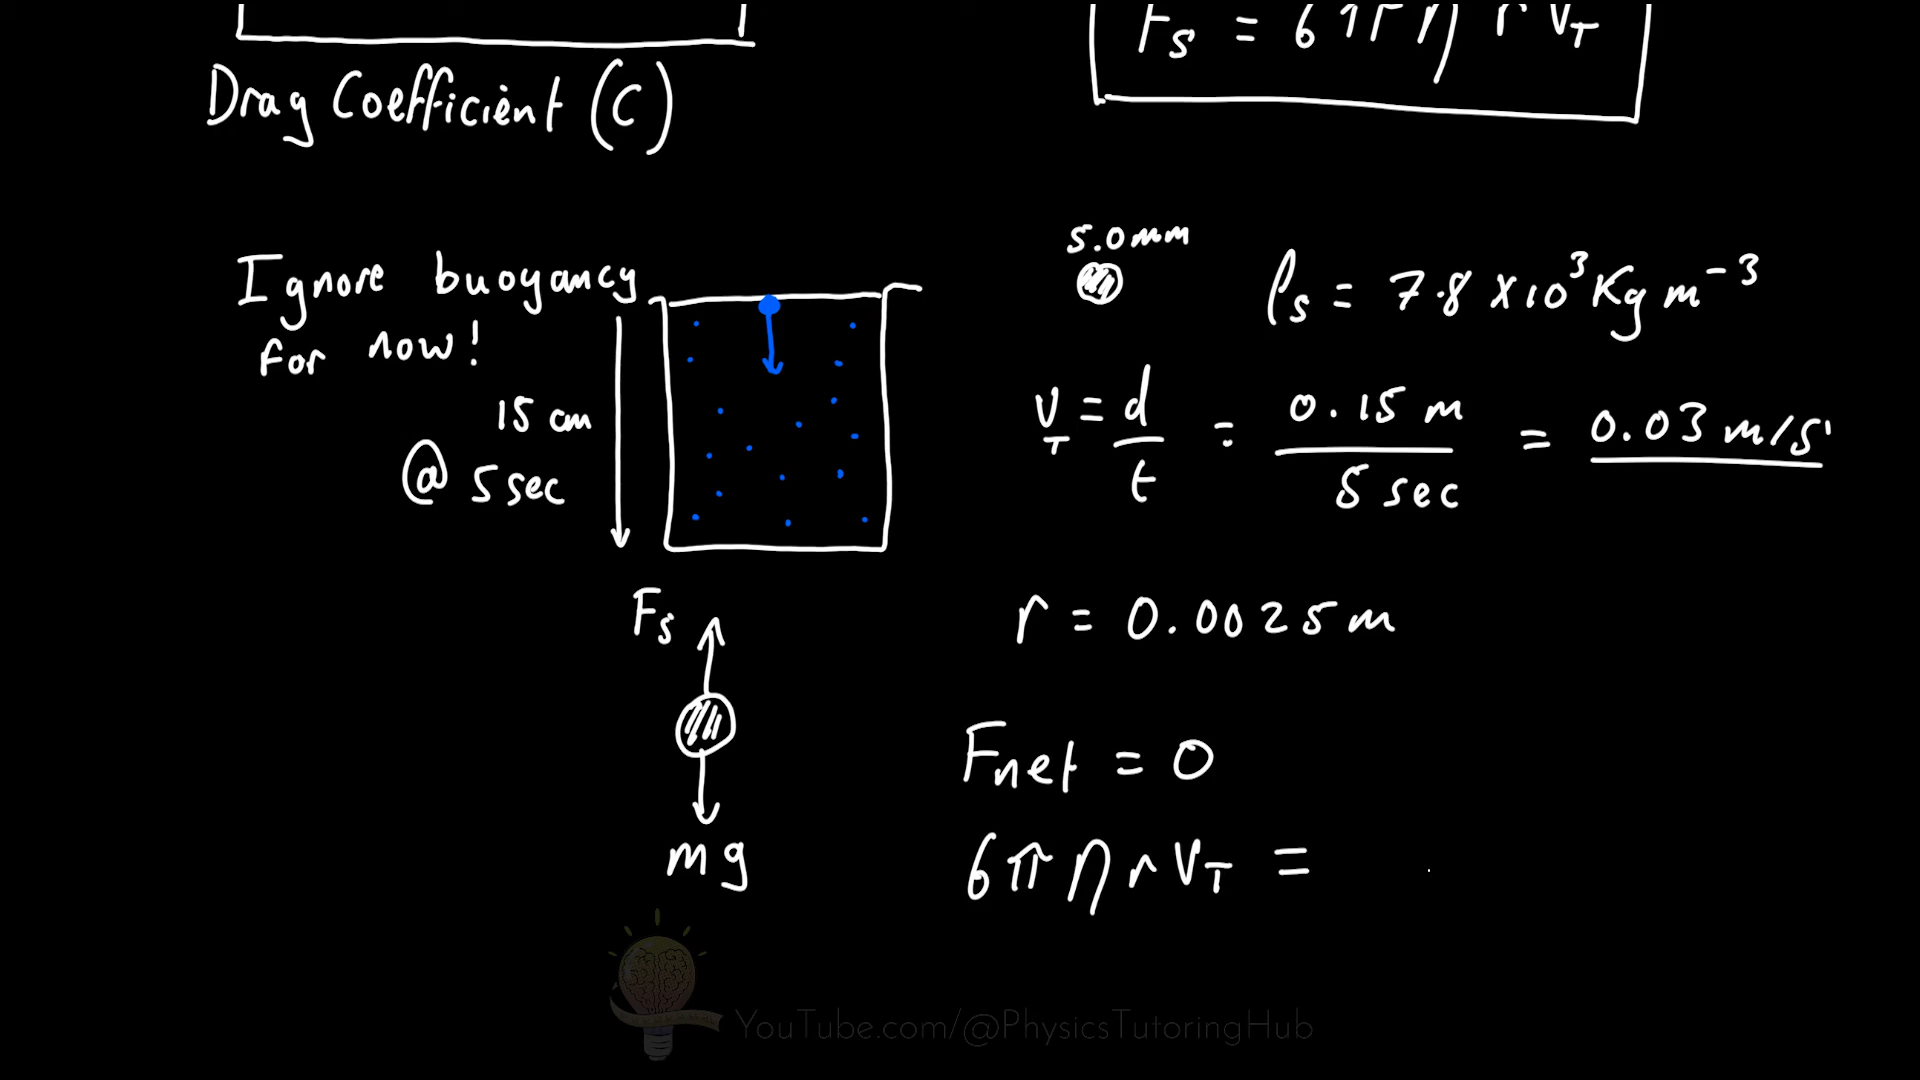 Fs = 6πη r VT
Drag Coefficient (C)
Ignore buoyancy
for now!
15 cm
@ 5 sec
5.0mm
ρs = 7.8 x10³ Kg m⁻³
VT = d/t = 0.15 m / 5 sec = 0.03 m/s
Fs
mg
r = 0.0025m
Fnet = 0
6πη r VT =
YouTube.com/@PhysicsTutoringHub